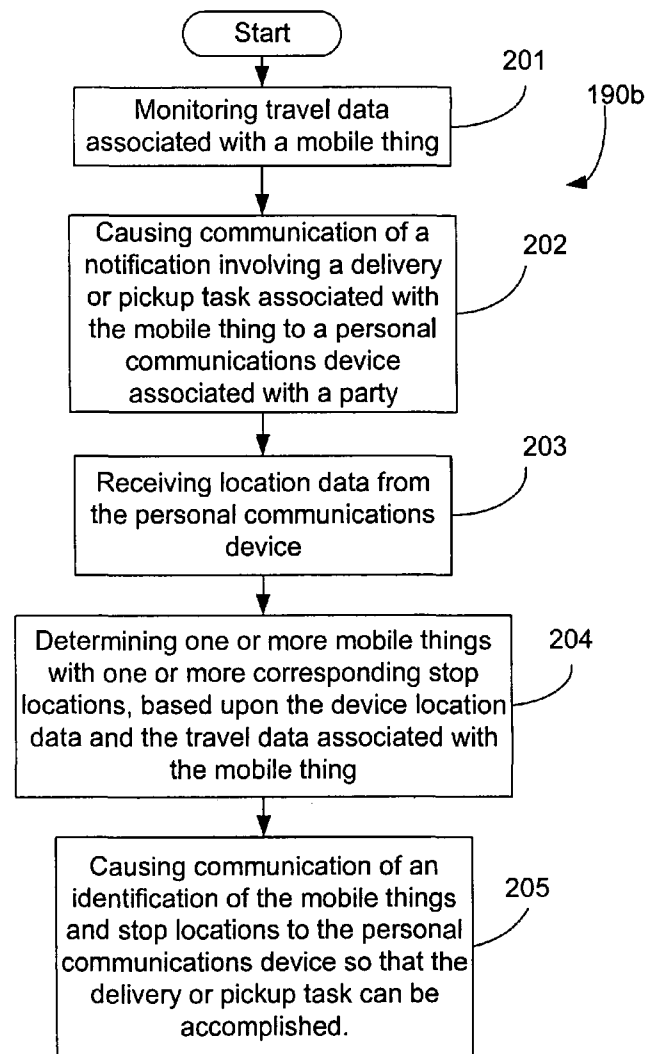 Start
201
190b
Monitoring travel data
associated with a mobile thing
Causing communication of a
notification involving a delivery
or pickup task associated with
the mobile thing to a personal
communications device
associated with a party
202
203
Receiving location data from
the personal communications
device
Determining one or more mobile things
with one or more corresponding stop
locations, based upon the device location
data and the travel data associated with
the mobile thing
204
Causing communication of an
identification of the mobile things
and stop locations to the personal
communications device so that the
delivery or pickup task can be
accomplished.
205